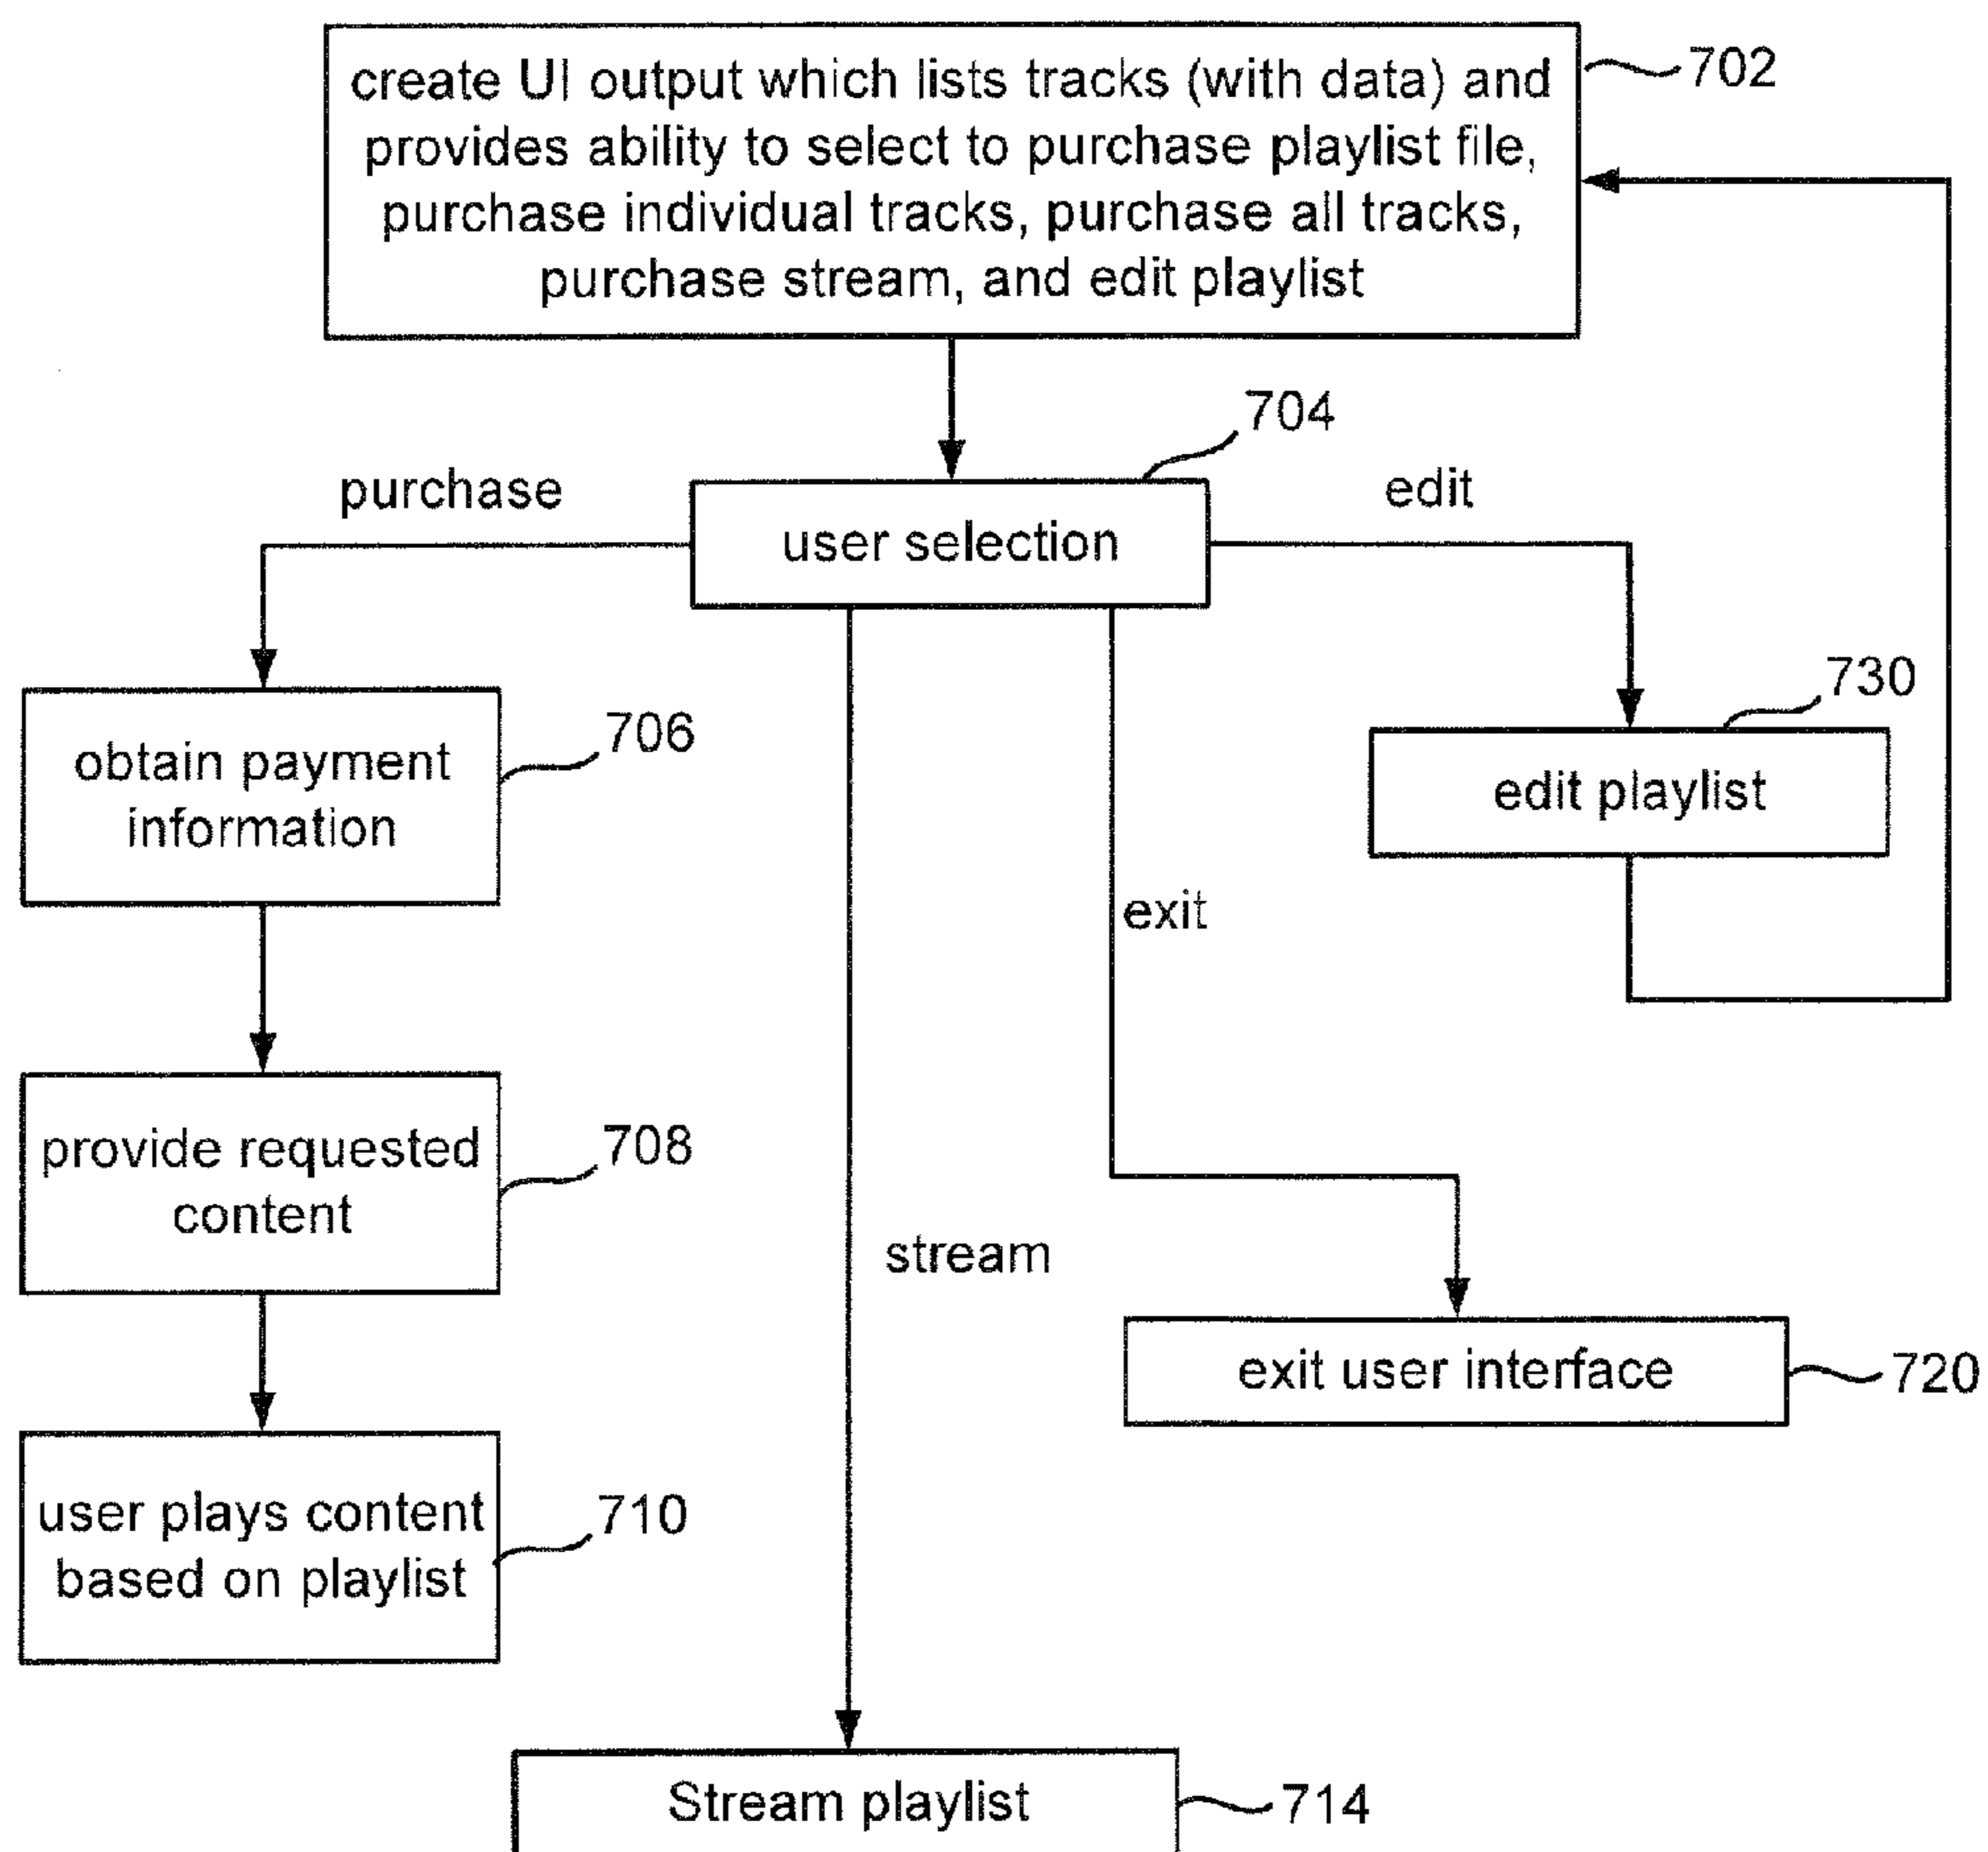 create UI output which lists tracks (with data) and
provides ability to select to purchase playlist file,
purchase individual tracks, purchase all tracks,
purchase stream, and edit playlist
702
704
purchase
user selection
edit
730
706
obtain payment
information
edit playlist
exit
708
provide requested
content
stream
exit user interface
720
710
user plays content
based on playlist
Stream playlist
714